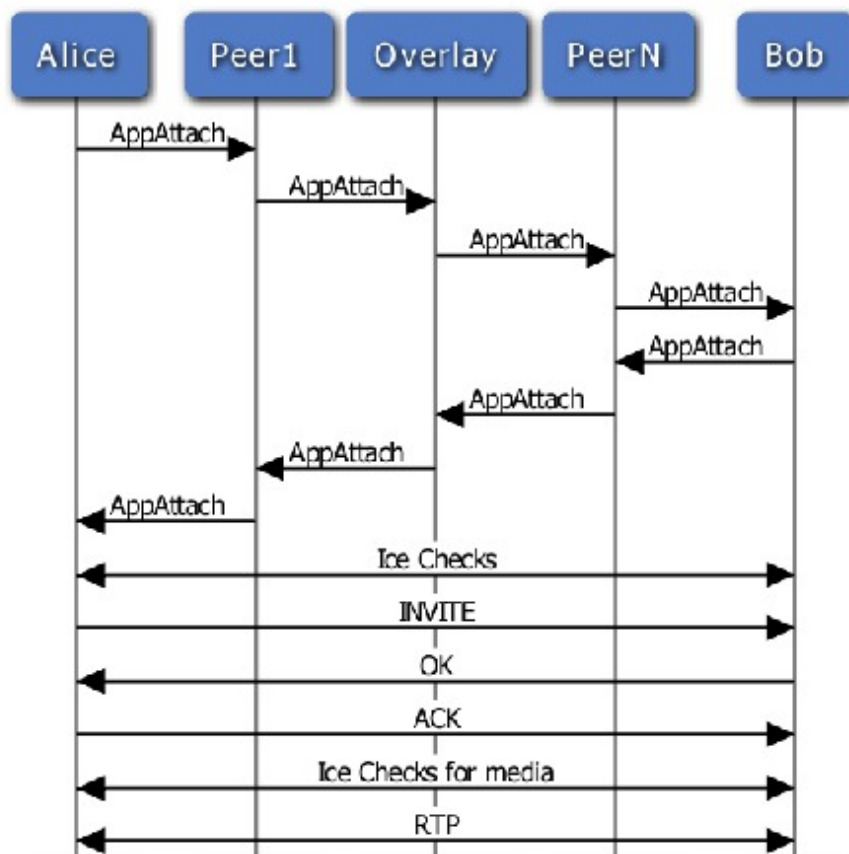 Alice Peer1 Overlay PeerN Bob
AppAttach
AppAttach
AppAttach
AppAttach
AppAttach
AppAttach
AppAttach
AppAttach
Ice Checks
INVITE
OK
ACK
Ice Checks for media
RTP